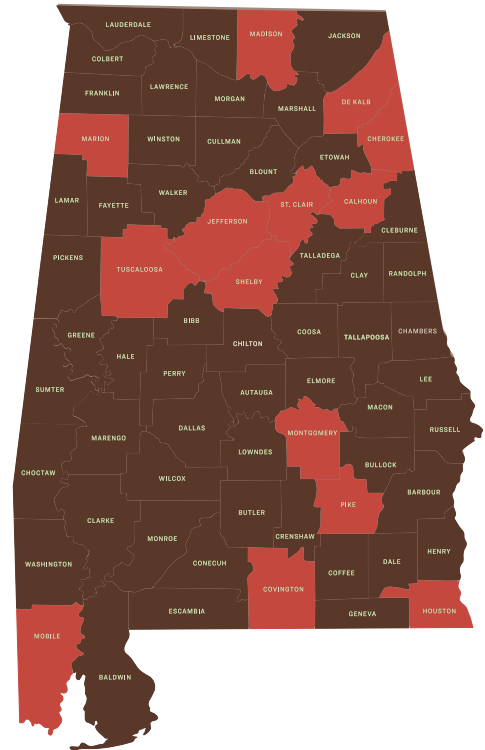 LAUDERDALE
LIMESTONE
MADISON
JACKSON
COLBERT
FRANKLIN
LAWRENCE
MORGAN
MARSHALL
DE KALB
MARION
WINSTON
CULLMAN
CHEROKEE
ETOWAH
BLOUNT
LAMAR
FAYETTE
WALKER
JEFFERSON
ST. CLAIR
CALHOUN
CLEBURNE
PICKENS
TUSCALOOSA
SHELBY
TALLADEGA
CLAY
RANDOLPH
GREENE
BIBB
HALE
CHILTON
COOSA
TALLAPOOSA
CHAMBERS
SUMTER
PERRY
AUTAUGA
ELMORE
LEE
MACON
DALLAS
MARENGO
MONTGOMERY
RUSSELL
LOWNDES
CHOCTAW
WILCOX
BULLOCK
BARBOUR
CLARKE
BUTLER
PIKE
MONROE
CRENSHAW
WASHINGTON
CONECUH
COFFEE
DALE
HENRY
COVINGTON
ESCAMBIA
GENEVA
HOUSTON
MOBILE
BALDWIN